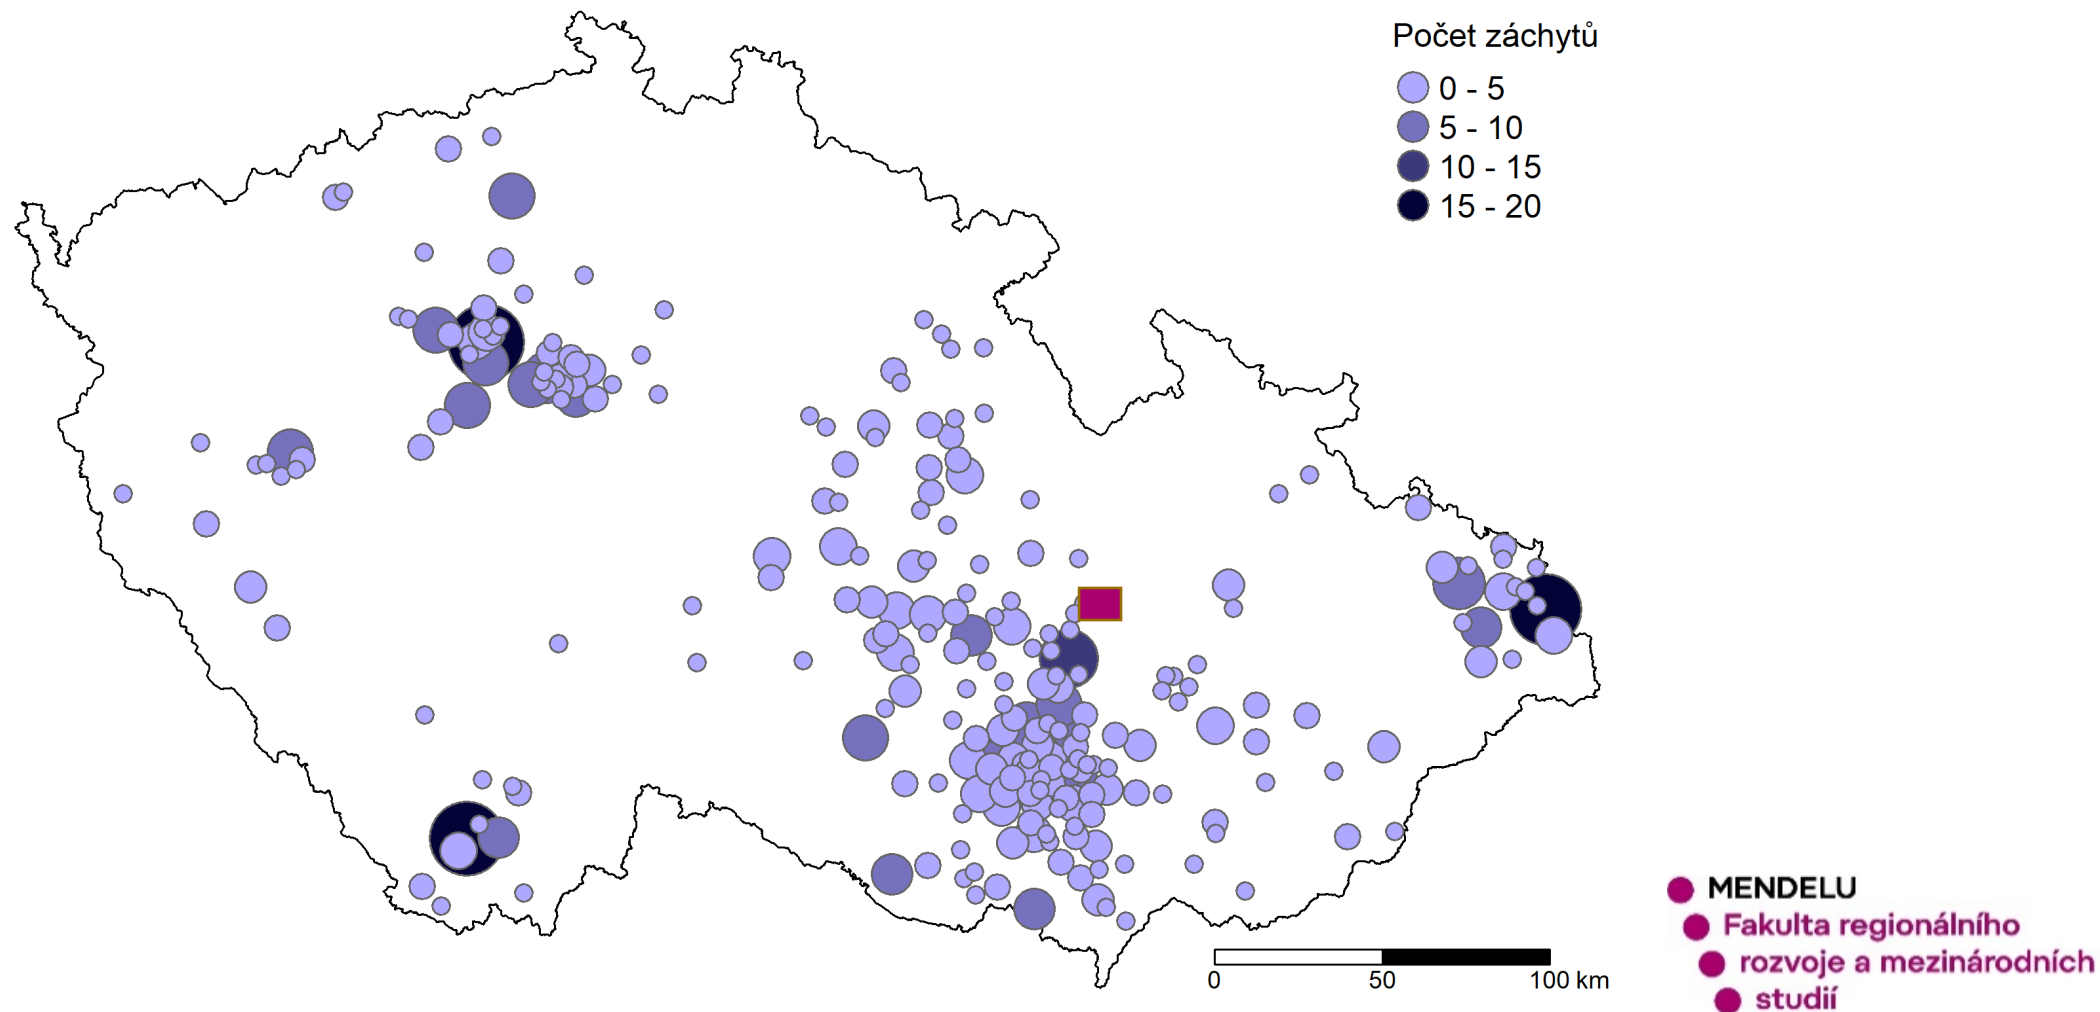 Počet záchytů
0 - 5
5 - 10
10 - 15
15 - 20
0 50 100 km
MENDELU
Fakulta regionálního
rozvoje a mezinárodních
studií